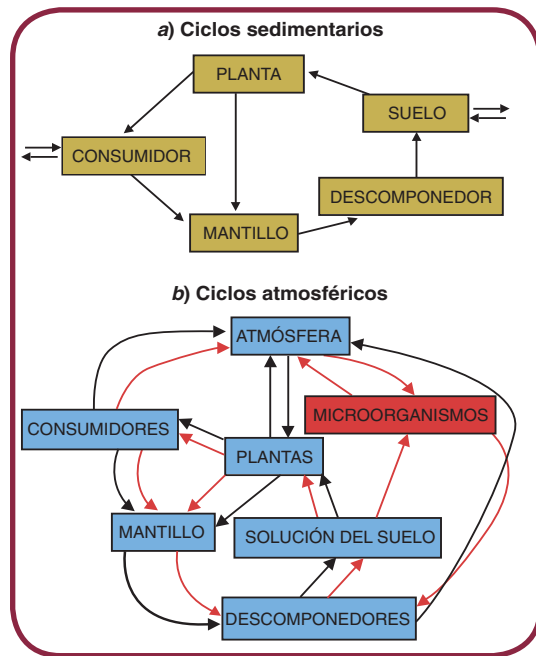 a) Ciclos sedimentarios
PLANTA
SUELO
CONSUMIDOR
DESCOMPONEDOR
MANTILLO
b) Ciclos atmosféricos
ATMÓSFERA
MICROORGANISMOS
CONSUMIDORES
PLANTAS
MANTILLO
SOLUCIÓN DEL SUELO
DESCOMPONEDORES